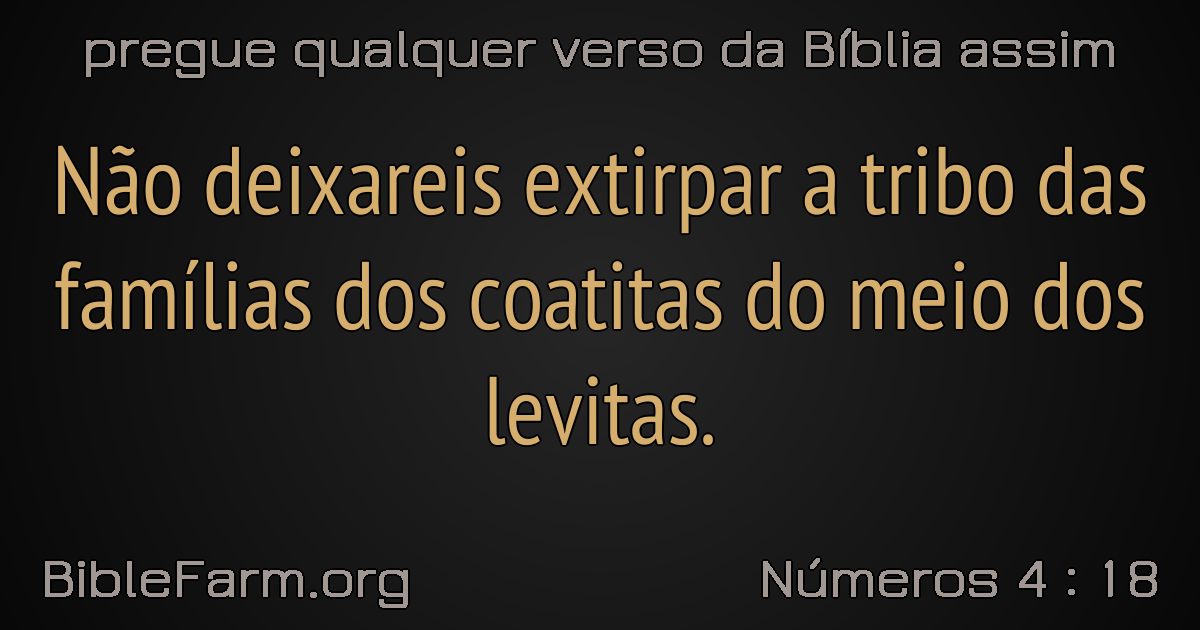 pregue qualquer verso da Bíblia assim
Não deixareis extirpar a tribo das
famílias dos coatitas do meio dos
levitas.
BibleFarm.org
Números 4 : 18